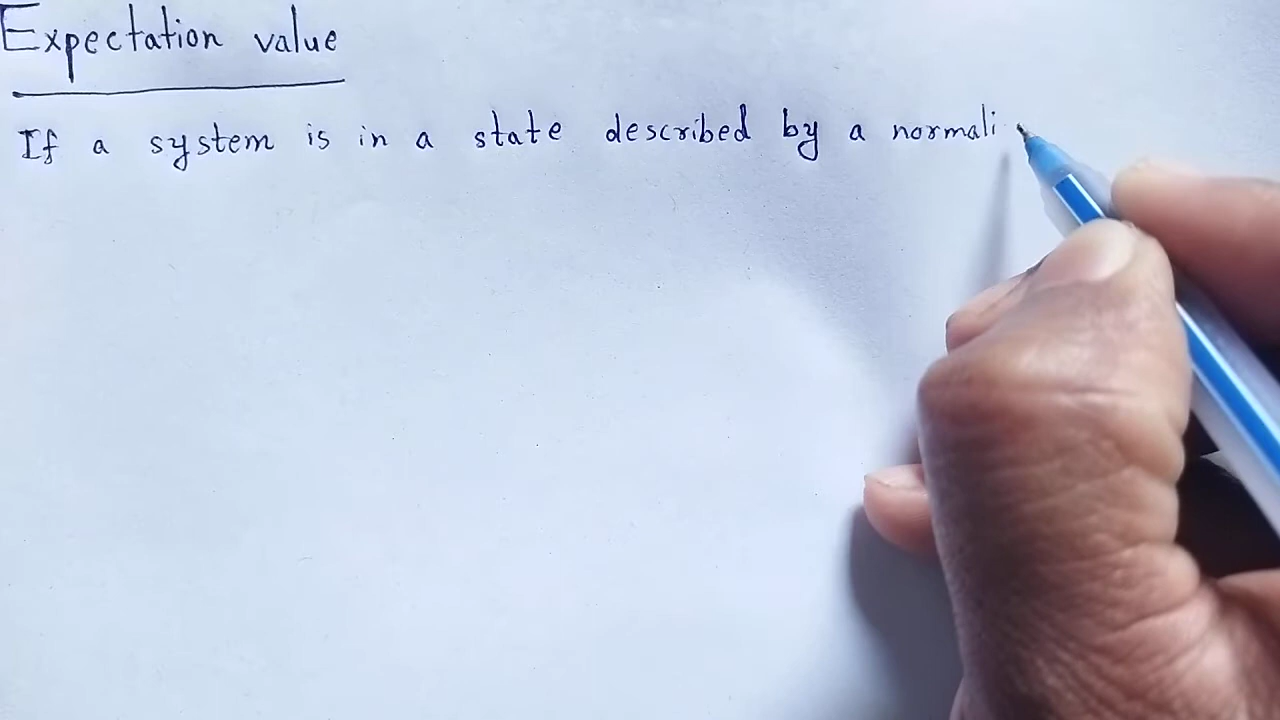 Expectation value
If a system is in a state described by a normali